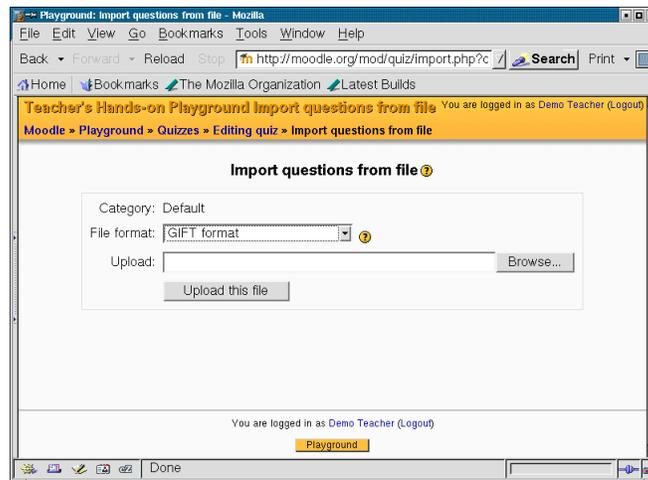 Playground: Import questions from file - Mozilla
File Edit View Go Bookmarks Tools Window Help
Back Forward Reload Stop http://moodle.org/mod/quiz/import.php?c Search Print
Home Bookmarks The Mozilla Organization Latest Builds
Teacher's Hands-on Playground Import questions from file You are logged in as Demo Teacher (Logout)
Moodle » Playground » Quizzes » Editing quiz » Import questions from file
Import questions from file ?
Category: Default
File format: GIFT format ?
Upload: Browse...
Upload this file
You are logged in as Demo Teacher (Logout)
Playground
Done